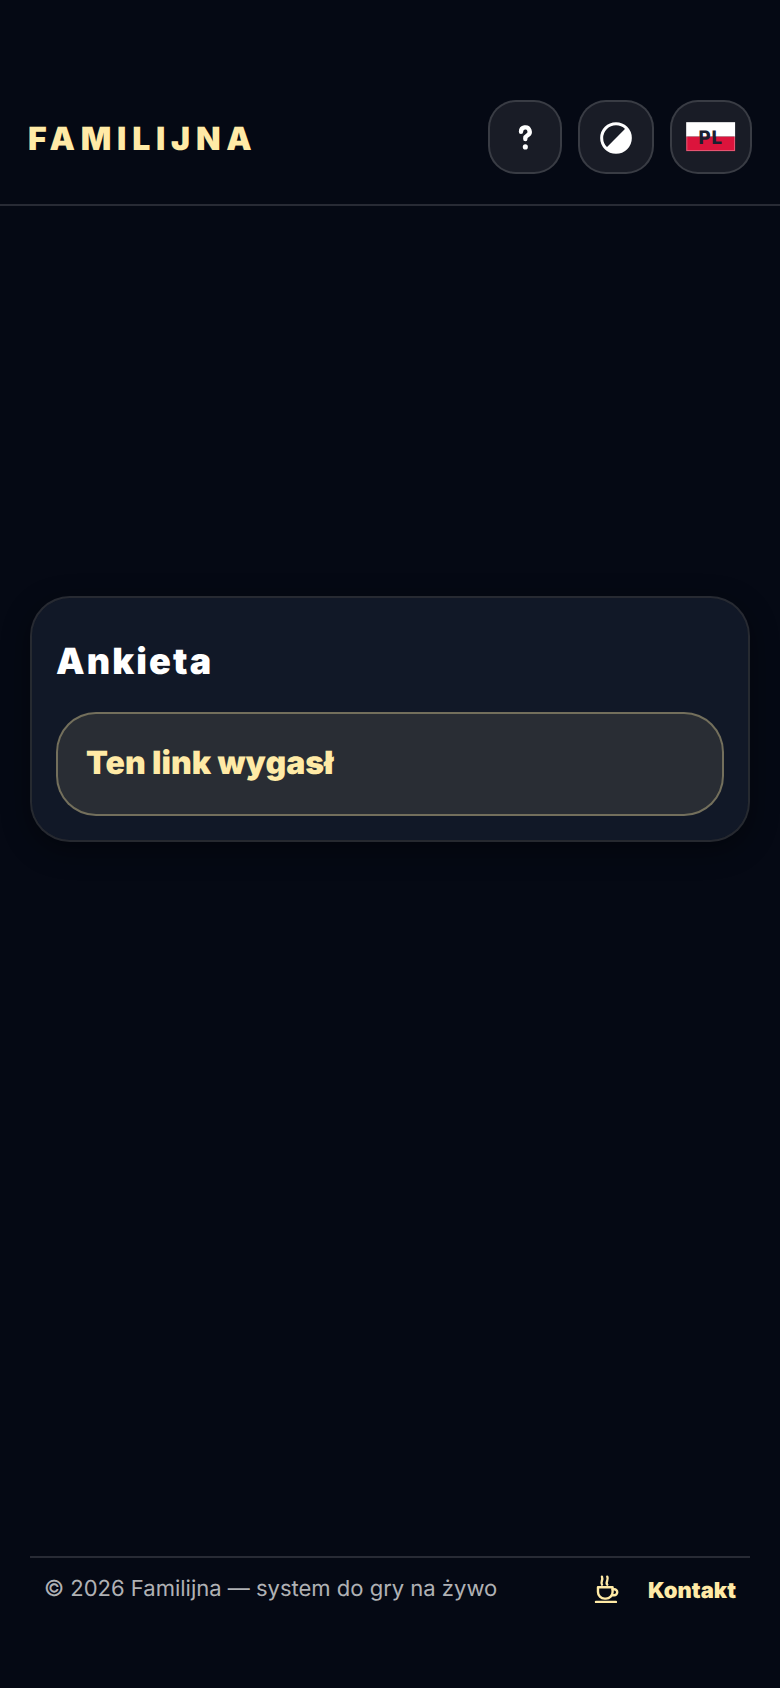 FAMILIJNA
?
PL
Ankieta
Ten link wygasł
© 2026 Familijna — system do gry na żywo
Kontakt